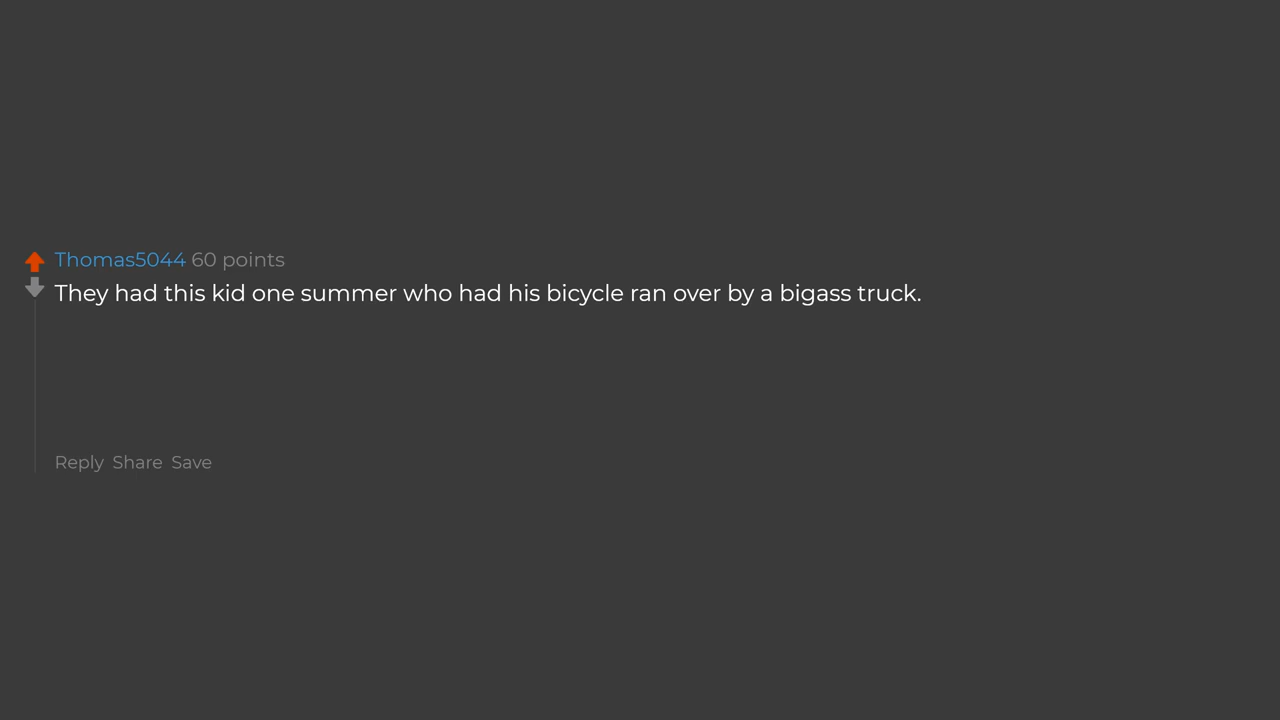 Thomas5044 60 points
They had this kid one summer who had his bicycle ran over by a bigass truck.
Reply Share Save